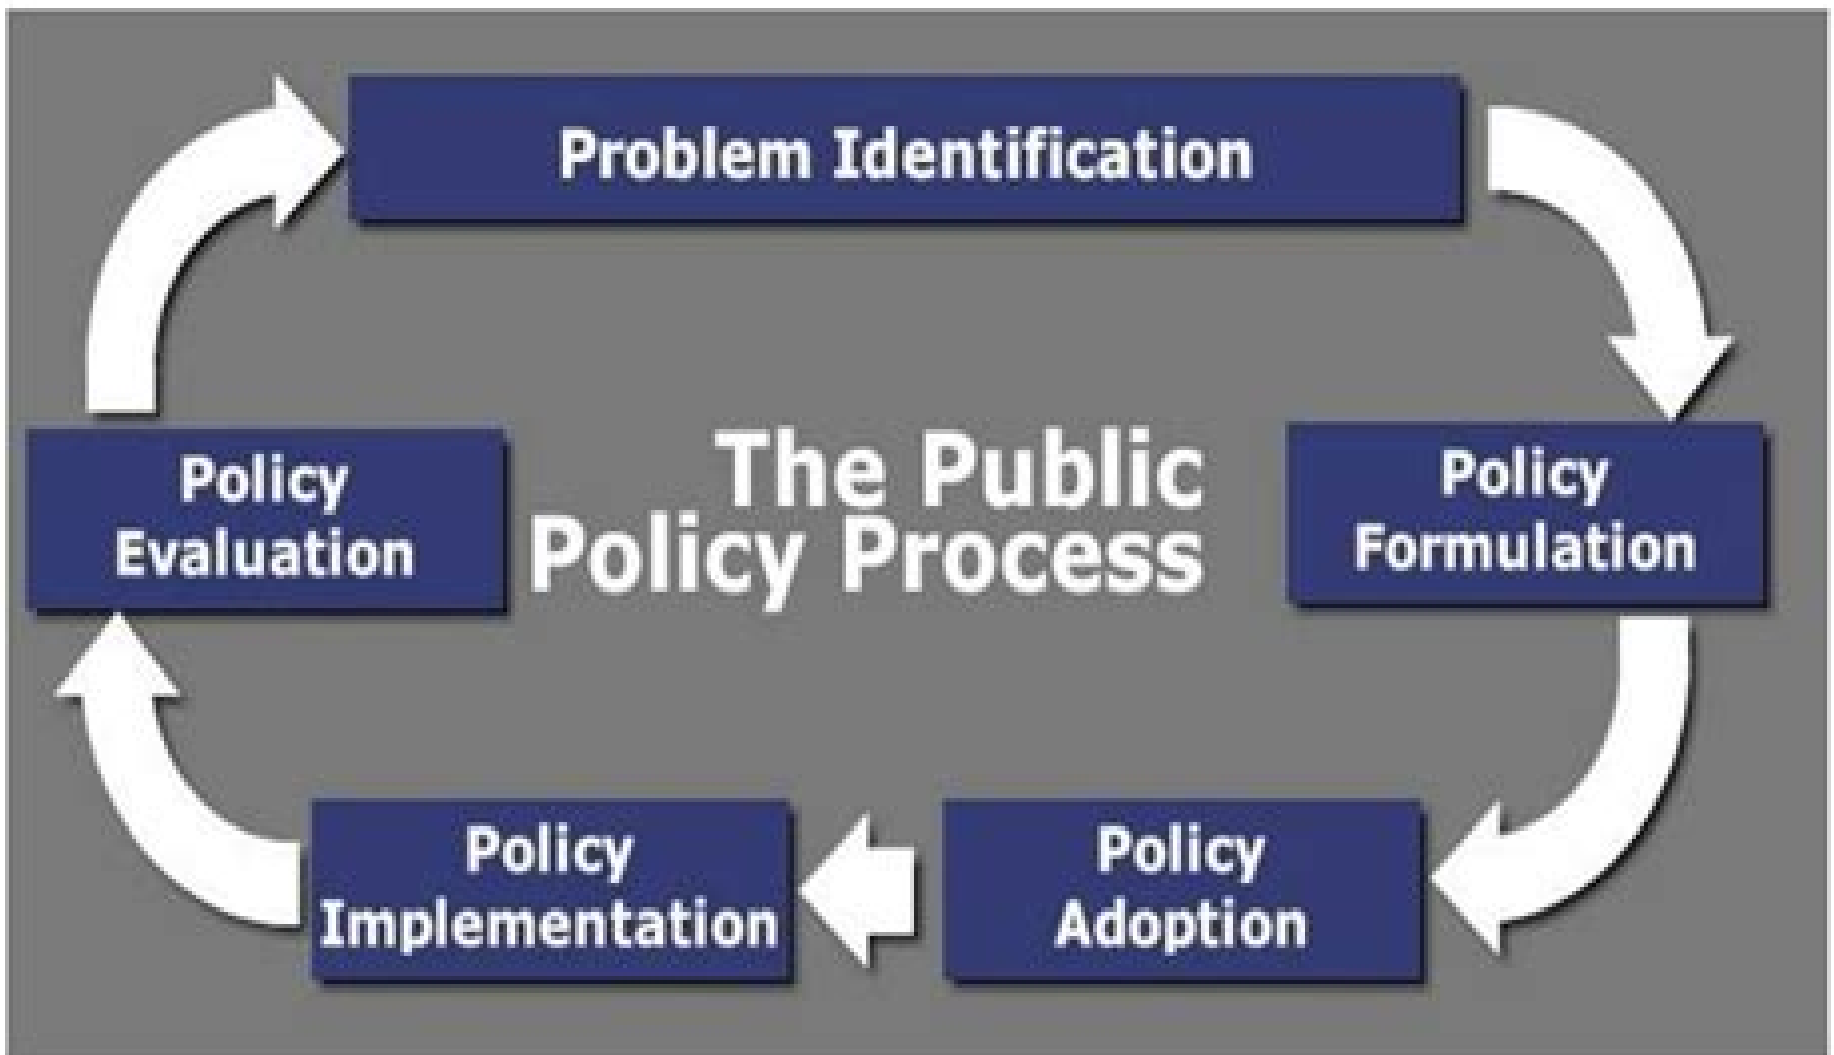 Problem Identification
The Public
Policy Process
Policy
Formulation
Policy
Adoption
Policy
Implementation
Policy
Evaluation